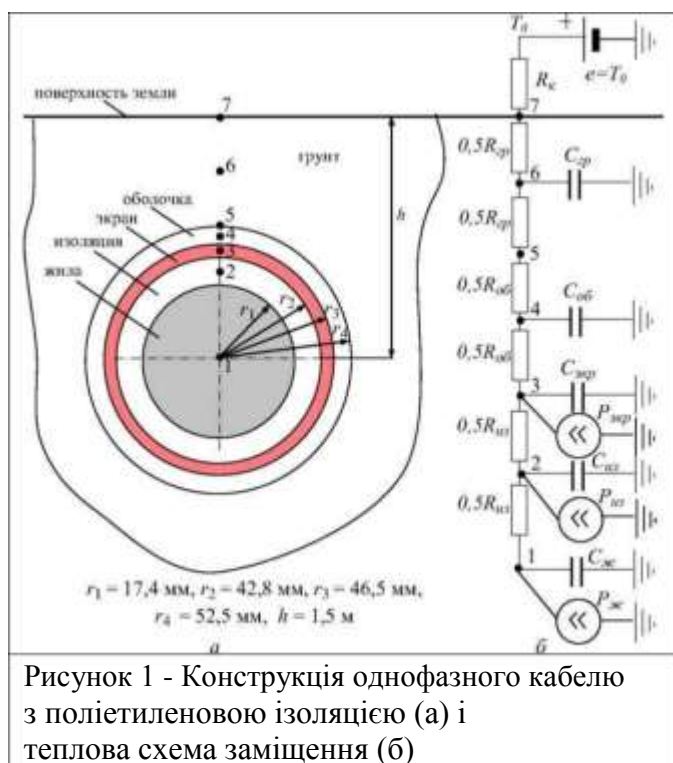 T₀
+
e=T₀
Rк
поверхность земли
7
7
0,5Rгр
6
грунт
6
Cгр
h
оболочка
экран
изоляция
жила
5
4
3
2
0,5Rгр
5
0,5Rоб
4
Cоб
r₁
r₂
r₃
r₄
1
0,5Rоб
Cэкр
3
Pэкр
0,5Rиз
2
Cиз
Pиз
0,5Rиз
1
Cж
Pж
r₁ = 17,4 мм, r₂ = 42,8 мм, r₃ = 46,5 мм,
r₄ = 52,5 мм, h = 1,5 м
а
б
Рисунок 1 - Конструкція однофазного кабелю
з поліетиленовою ізоляцією (а) і
теплова схема заміщення (б)